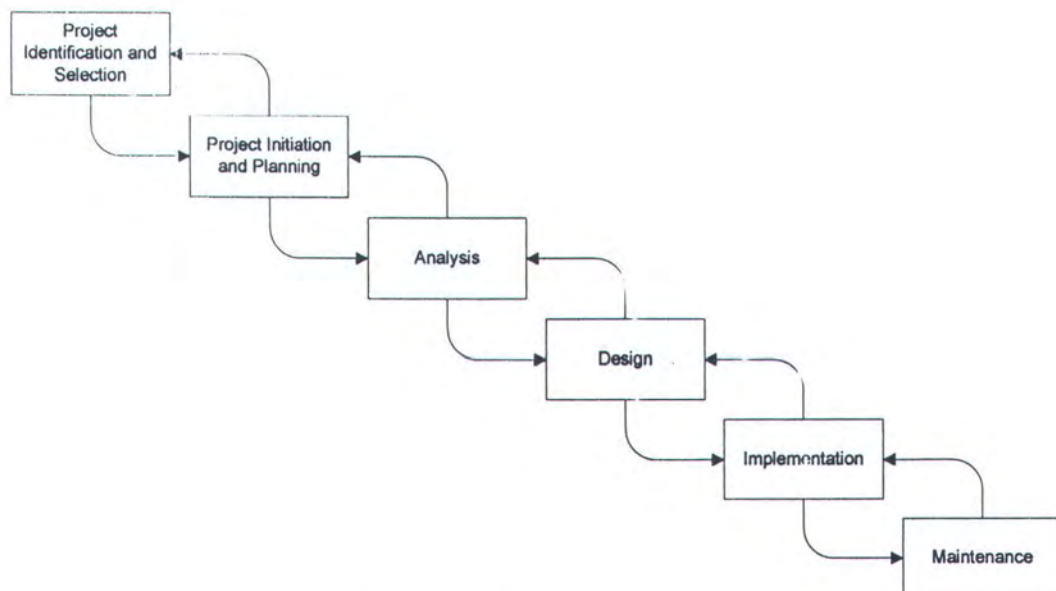 Project
Identification and
Selection
Project Initiation
and Planning
Analysis
Design
Implementation
Maintenance